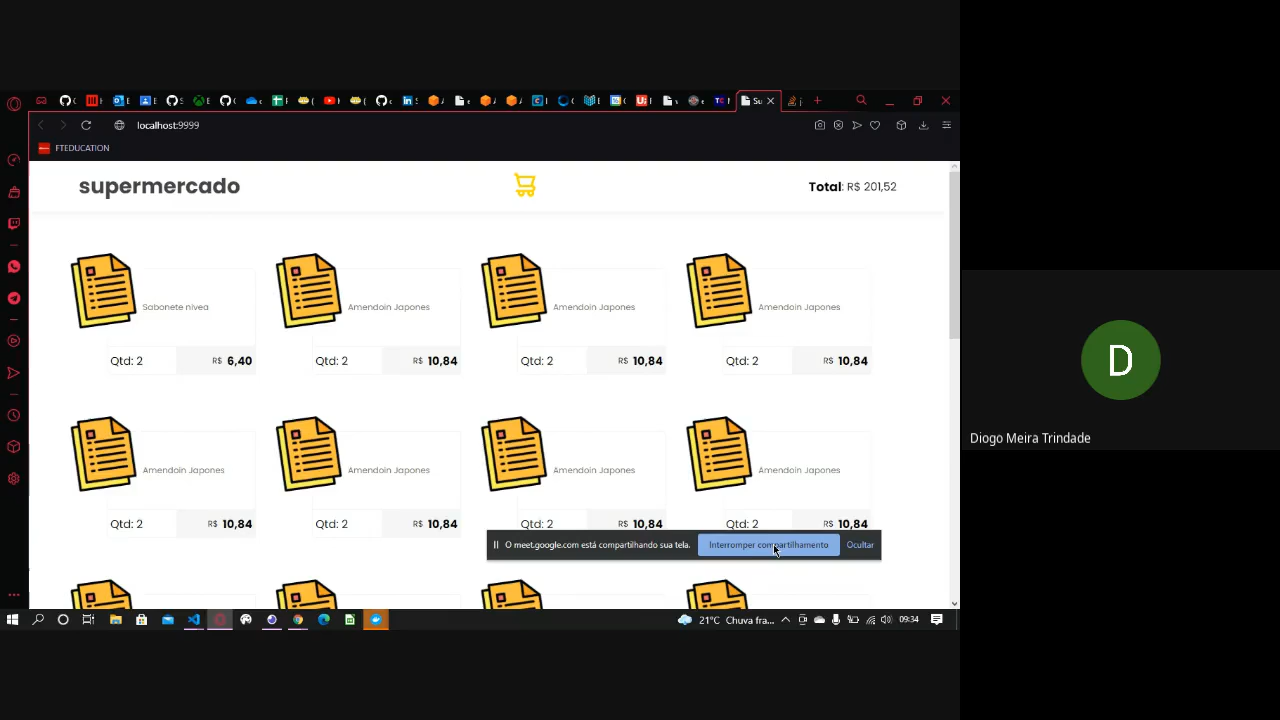 localhost:9999
FTEDUCATION
supermercado
Total: R$ 201,52
Sabonete nivea
Amendoin Japones
Amendoin Japones
Amendoin Japones
Qtd: 2 R$ 6,40
Qtd: 2 R$ 10,84
Qtd: 2 R$ 10,84
Qtd: 2 R$ 10,84
Amendoin Japones
Amendoin Japones
Amendoin Japones
Amendoin Japones
Qtd: 2 R$ 10,84
Qtd: 2 R$ 10,84
Qtd: 2 R$ 10,84
Qtd: 2 R$ 10,84
O meet.google.com está compartilhando sua tela. Interromper compartilhamento Ocultar
21°C Chuva fra... 09:34
D
Diogo Meira Trindade